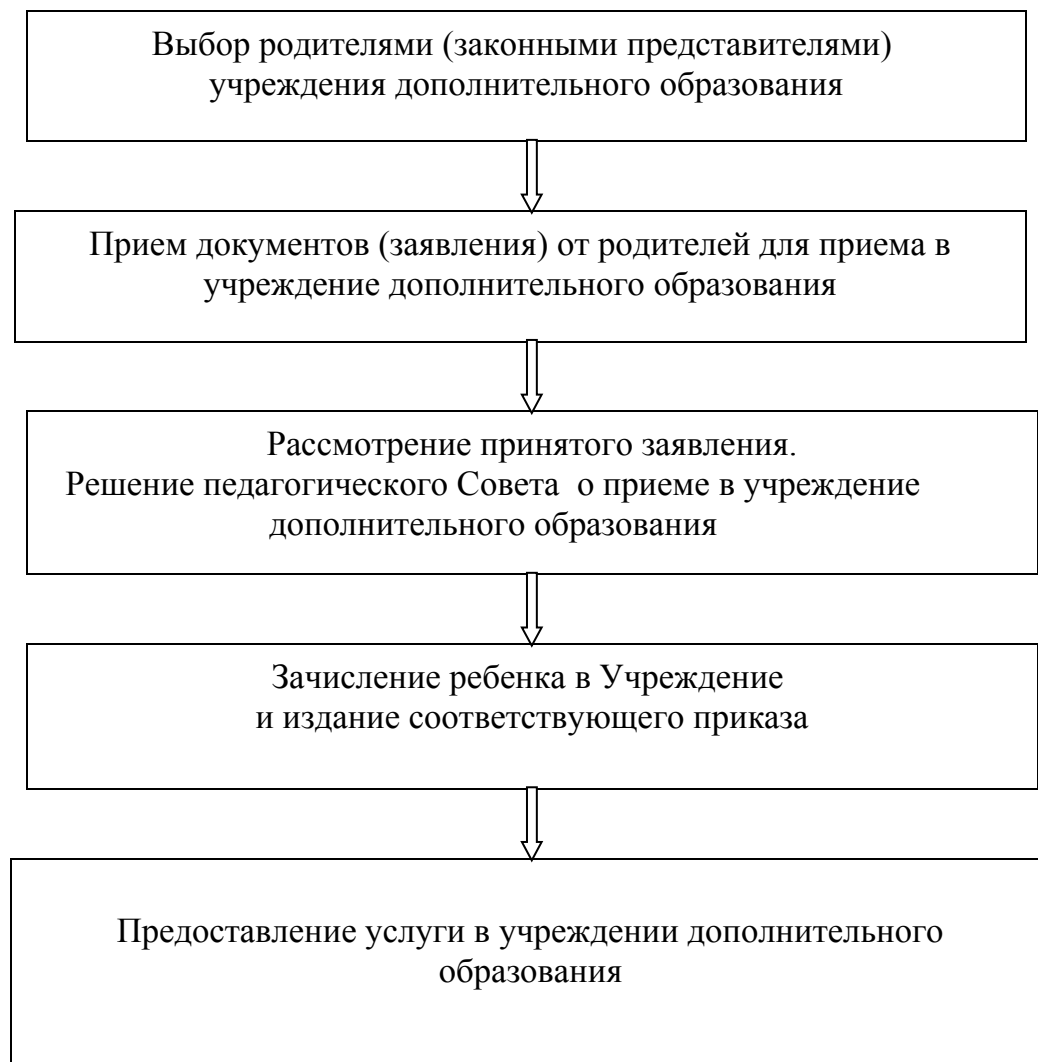 Выбор родителями (законными представителями)
учреждения дополнительного образования
Прием документов (заявления) от родителей для приема в
учреждение дополнительного образования
Рассмотрение принятого заявления.
Решение педагогического Совета  о приеме в учреждение
дополнительного образования
Зачисление ребенка в Учреждение
и издание соответствующего приказа
Предоставление услуги в учреждении дополнительного
образования